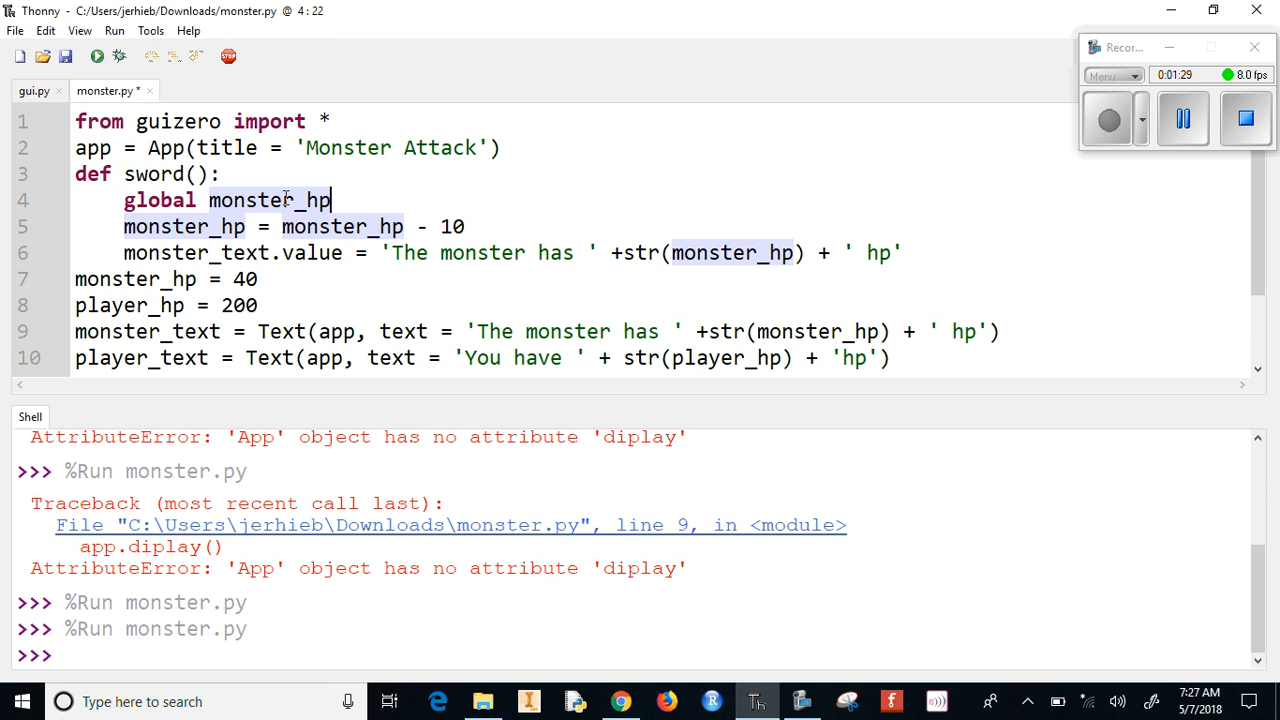 Thonny - C:/Users/jerhieb/Downloads/monster.py @ 4 : 22
File Edit View Run Tools Help
STOP
Recor...
Menu 0:01:29 8.0 fps
gui.py × monster.py * ×
1 from guizero import *
2 app = App(title = 'Monster Attack')
3 def sword():
4 global monster_hp
5 monster_hp = monster_hp - 10
6 monster_text.value = 'The monster has ' +str(monster_hp) + ' hp'
7 monster_hp = 40
8 player_hp = 200
9 monster_text = Text(app, text = 'The monster has ' +str(monster_hp) + ' hp')
10 player_text = Text(app, text = 'You have ' + str(player_hp) + 'hp')
Shell
AttributeError: 'App' object has no attribute 'diplay'
>>> %Run monster.py
Traceback (most recent call last):
File "C:\Users\jerhieb\Downloads\monster.py", line 9, in <module>
app.diplay()
AttributeError: 'App' object has no attribute 'diplay'
>>> %Run monster.py
>>> %Run monster.py
>>>
Type here to search
7:27 AM
5/7/2018